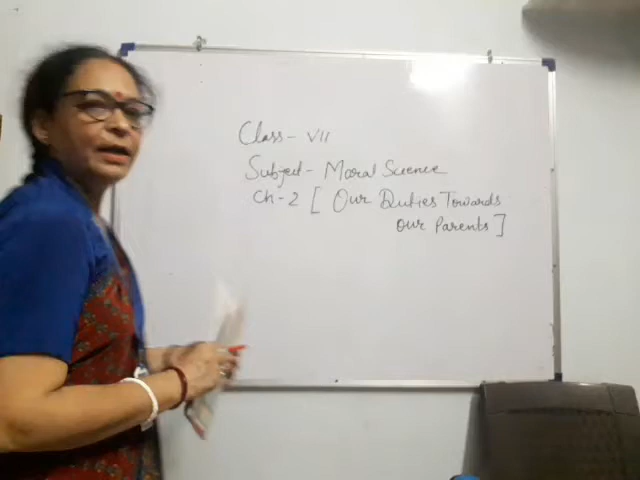 Class - VII
Subject - Moral Science
Ch - 2 [ Our Duties Towards
our Parents ]